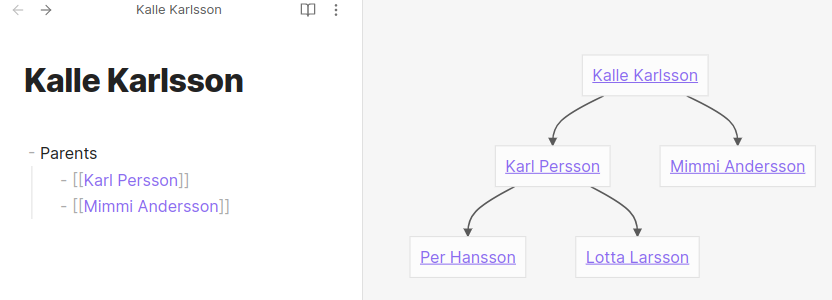 Kalle Karlsson
Kalle Karlsson
- Parents
- [[Karl Persson]]
- [[Mimmi Andersson]]
Kalle Karlsson
Karl Persson
Mimmi Andersson
Per Hansson
Lotta Larsson